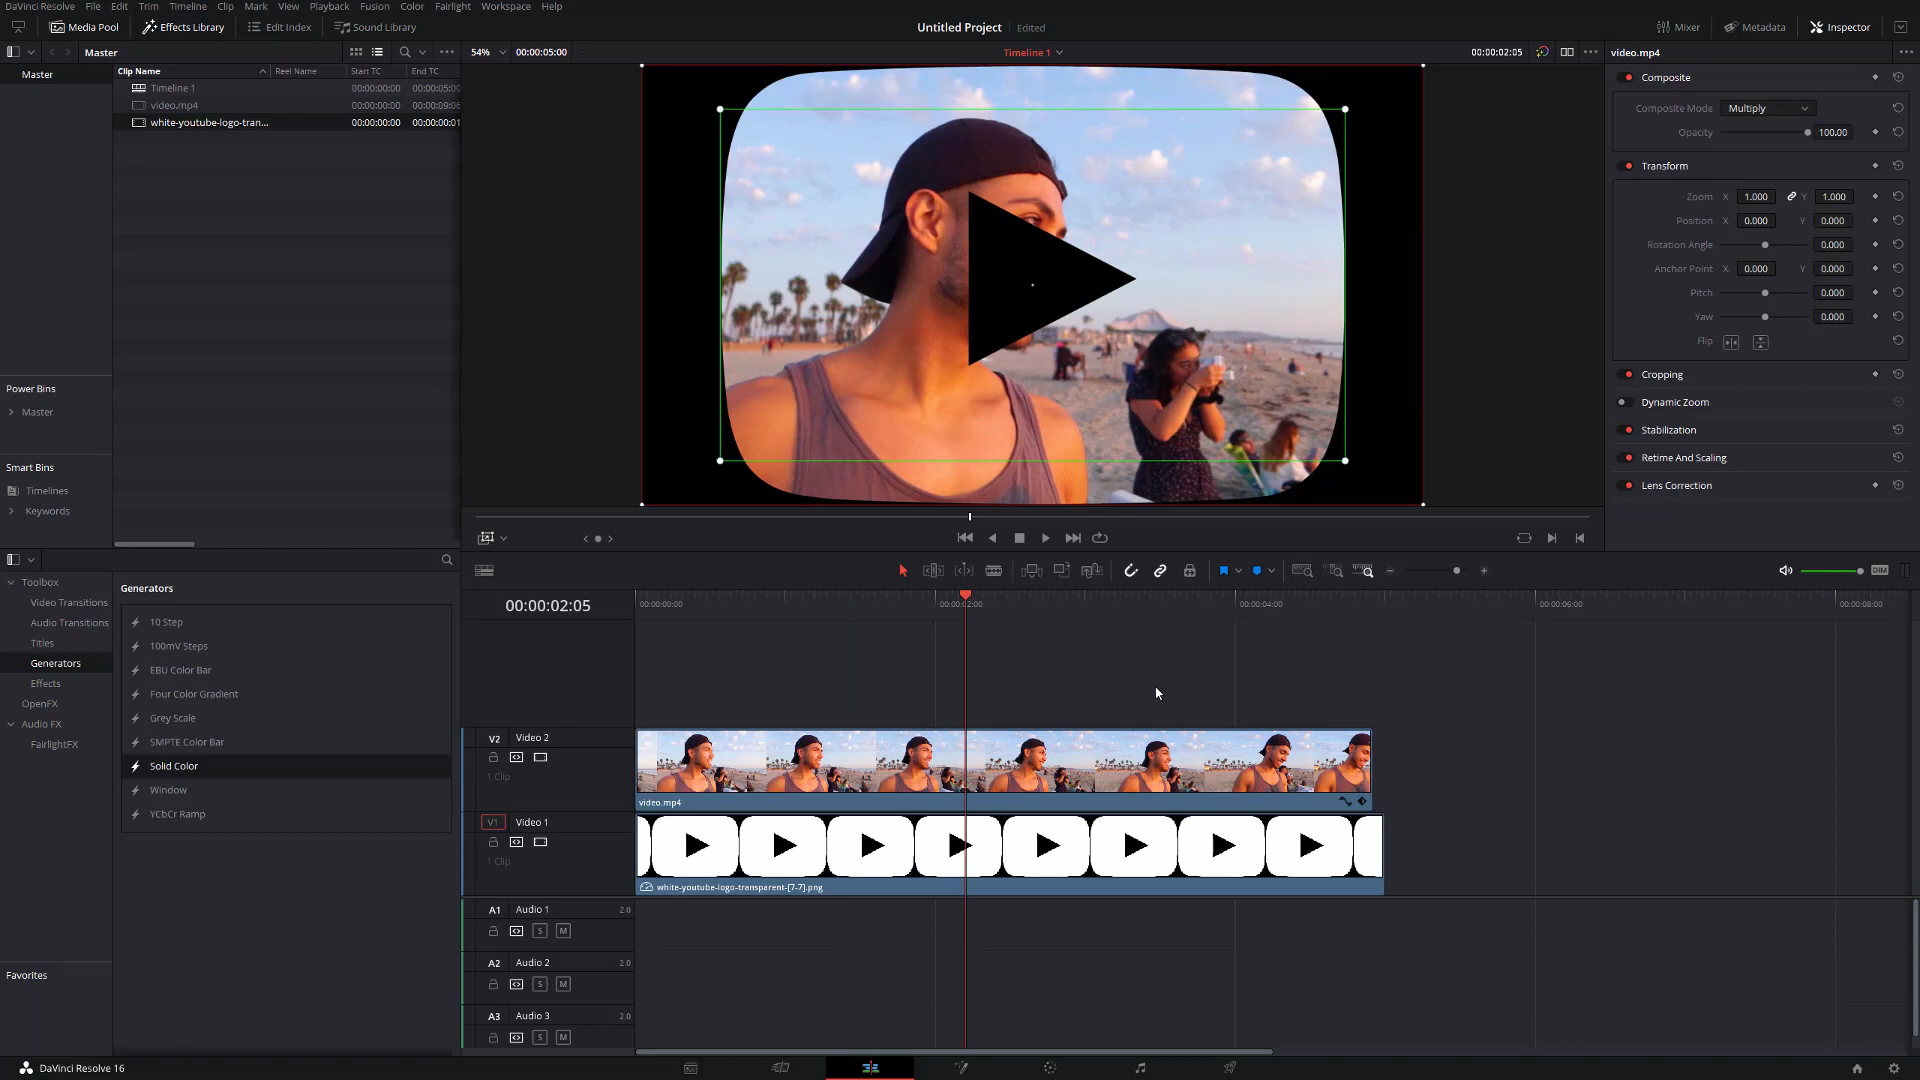 DaVinci Resolve File Edit Trim Timeline Clip Mark View Playback Fusion Color Fairlight Workspace Help
Media Pool Effects Library Edit Index Sound Library Untitled Project Edited Mixer Metadata Inspector
Master 54% 00:00:05:00 Timeline 1 00:00:02:05 video.mp4
Master Clip Name Reel Name Start TC End TC
Timeline 1 00:00:00:00 00:00:05:00
video.mp4 00:00:00:00 00:00:09:06
white-youtube-logo-tran... 00:00:00:00 00:00:00:01
Composite
Composite Mode Multiply
Opacity 100.00
Transform
Zoom X 1.000 Y 1.000
Position X 0.000 Y 0.000
Rotation Angle 0.000
Anchor Point X 0.000 Y 0.000
Pitch 0.000
Yaw 0.000
Flip
Cropping
Dynamic Zoom
Stabilization
Retime And Scaling
Lens Correction
Power Bins
Master
Smart Bins
Timelines
Keywords
Toolbox
Video Transitions
Audio Transitions
Titles
Generators
Effects
OpenFX
Audio FX
FairlightFX
Favorites
Generators
10 Step
100mV Steps
EBU Color Bar
Four Color Gradient
Grey Scale
SMPTE Color Bar
Solid Color
Window
YCbCr Ramp
DIM
00:00:02:05 00:00:00:00 00:00:02:00 00:00:04:00 00:00:06:00 00:00:08:00
V2 Video 2
1 Clip
video.mp4
V1 Video 1
1 Clip
white-youtube-logo-transparent-[7-7].png
A1 Audio 1 2.0
S M
A2 Audio 2 2.0
S M
A3 Audio 3 2.0
S M
DaVinci Resolve 16